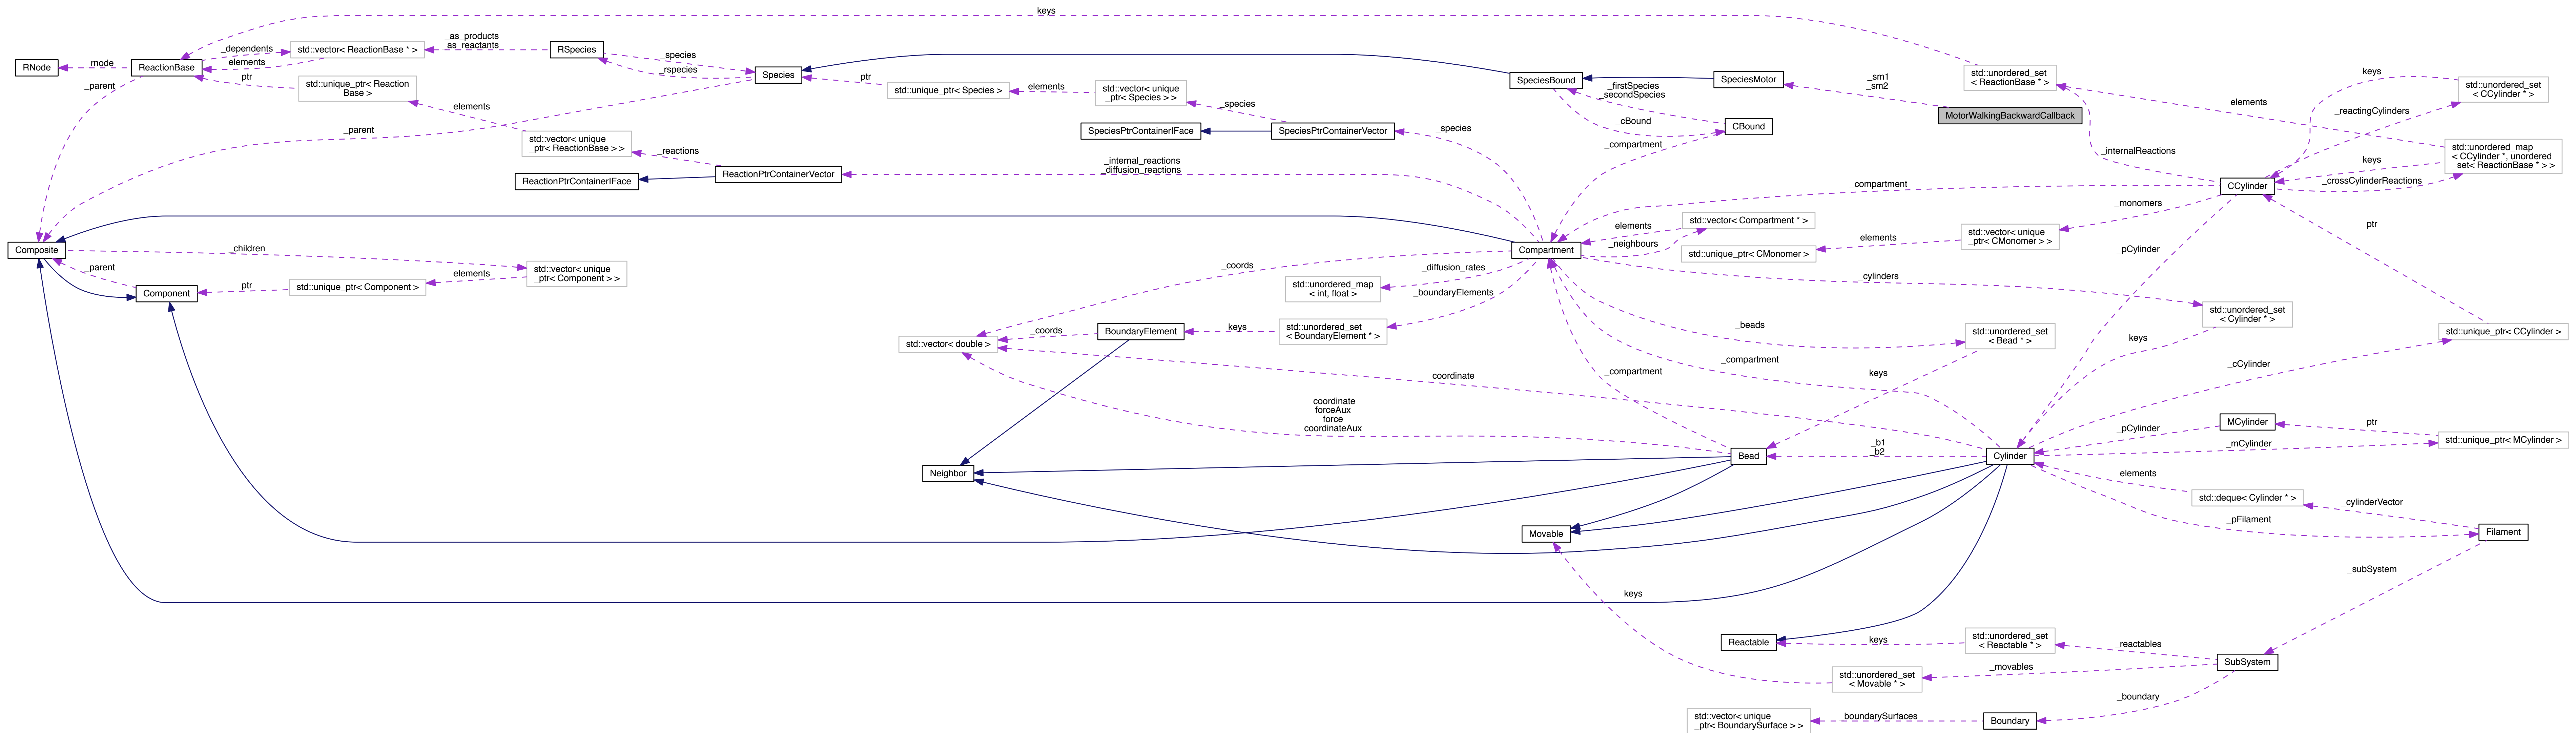 keys
_as_products
_as_reactants
_dependents
std::vector< ReactionBase * >
RSpecies
_species
RNode
_rnode
ReactionBase
elements
_rspecies
Species
ptr
std::unique_ptr< Reaction
Base >
_parent
elements
std::vector< unique
_ptr< ReactionBase > >
_parent
ptr
std::unique_ptr< Species >
elements
std::vector< unique
_ptr< Species > >
_species
SpeciesPtrContainerIFace
SpeciesPtrContainerVector
_species
SpeciesBound
_firstSpecies
_secondSpecies
SpeciesMotor
_sm1
_sm2
_cBound
CBound
_compartment
MotorWalkingBackwardCallback
std::unordered_set
< ReactionBase * >
keys
std::unordered_set
< CCylinder * >
elements
_reactingCylinders
std::unordered_map
< CCylinder *, unordered
_set< ReactionBase * > >
_internalReactions
keys
_crossCylinderReactions
CCylinder
_reactions
ReactionPtrContainerIFace
ReactionPtrContainerVector
_internal_reactions
_diffusion_reactions
_compartment
_monomers
ptr
Composite
_children
_parent
Component
ptr
std::unique_ptr< Component >
elements
std::vector< unique
_ptr< Component > >
Compartment
elements
_neighbours
std::vector< Compartment * >
std::unique_ptr< CMonomer >
elements
std::vector< unique
_ptr< CMonomer > >
_pCylinder
_coords
_diffusion_rates
std::unordered_map
< int, float >
_boundaryElements
_cylinders
std::unordered_set
< Cylinder * >
std::vector< double >
_coords
BoundaryElement
keys
std::unordered_set
< BoundaryElement * >
_beads
std::unordered_set
< Bead * >
keys
std::unique_ptr< CCylinder >
_compartment
coordinate
_compartment
keys
_cCylinder
coordinate
forceAux
force
coordinateAux
MCylinder
ptr
_pCylinder
_mCylinder
std::unique_ptr< MCylinder >
Neighbor
Bead
_b1
_b2
Cylinder
elements
std::deque< Cylinder * >
_cylinderVector
_pFilament
Filament
Movable
_subSystem
keys
Reactable
keys
std::unordered_set
< Reactable * >
_reactables
SubSystem
std::unordered_set
< Movable * >
_movables
_boundary
std::vector< unique
_ptr< BoundarySurface > >
_boundarySurfaces
Boundary